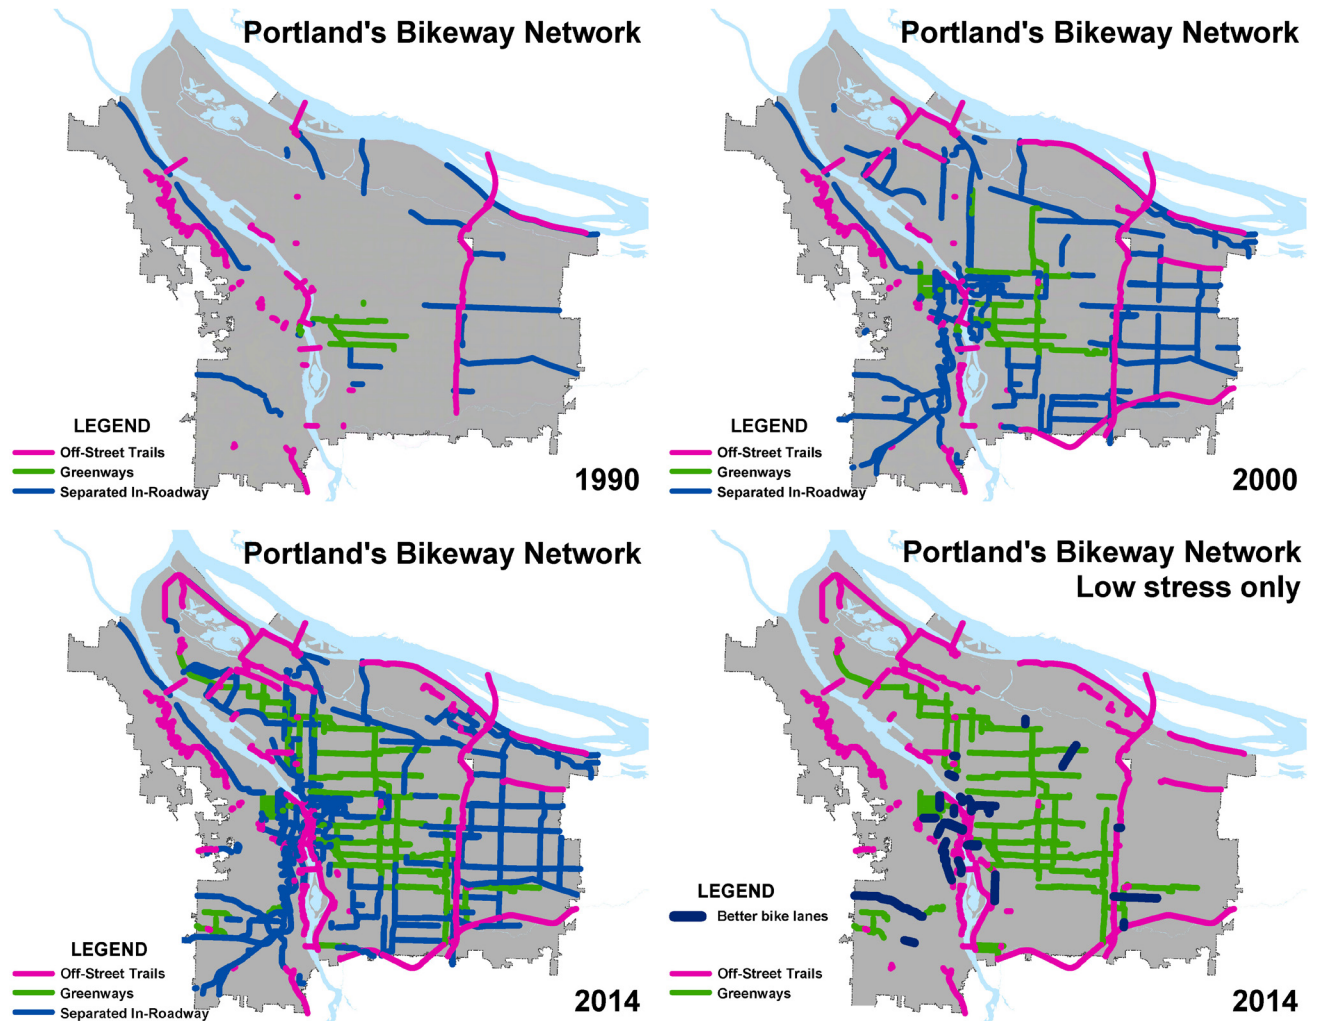 Portland's Bikeway Network
LEGEND
Off-Street Trails
Greenways
Separated In-Roadway
1990
Portland's Bikeway Network
LEGEND
Off-Street Trails
Greenways
Separated In-Roadway
2000
Portland's Bikeway Network
LEGEND
Off-Street Trails
Greenways
Separated In-Roadway
2014
Portland's Bikeway Network
Low stress only
LEGEND
Better bike lanes
Off-Street Trails
Greenways
2014